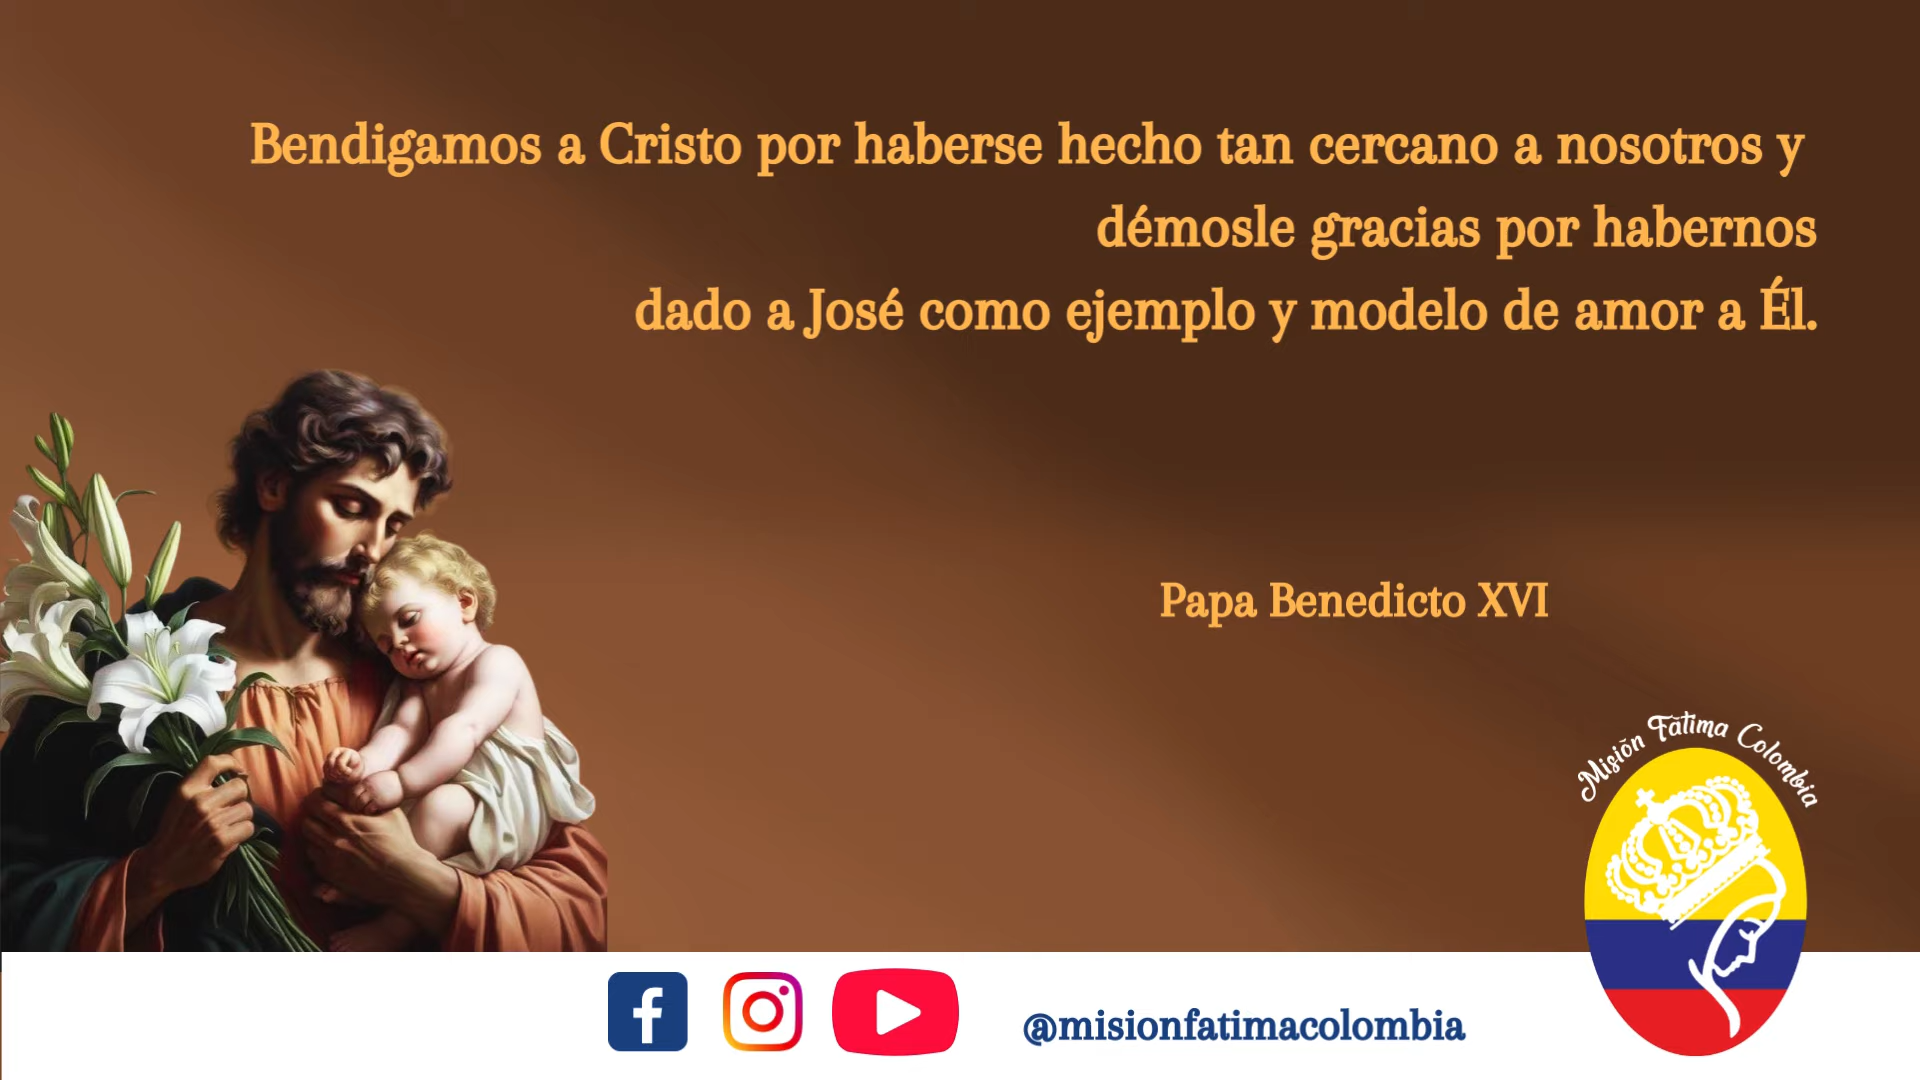 Bendigamos a Cristo por haberse hecho tan cercano a nosotros y
démosle gracias por habernos
dado a José como ejemplo y modelo de amor a Él.
Papa Benedicto XVI
Misión Fátima Colombia
@misionfatimacolombia